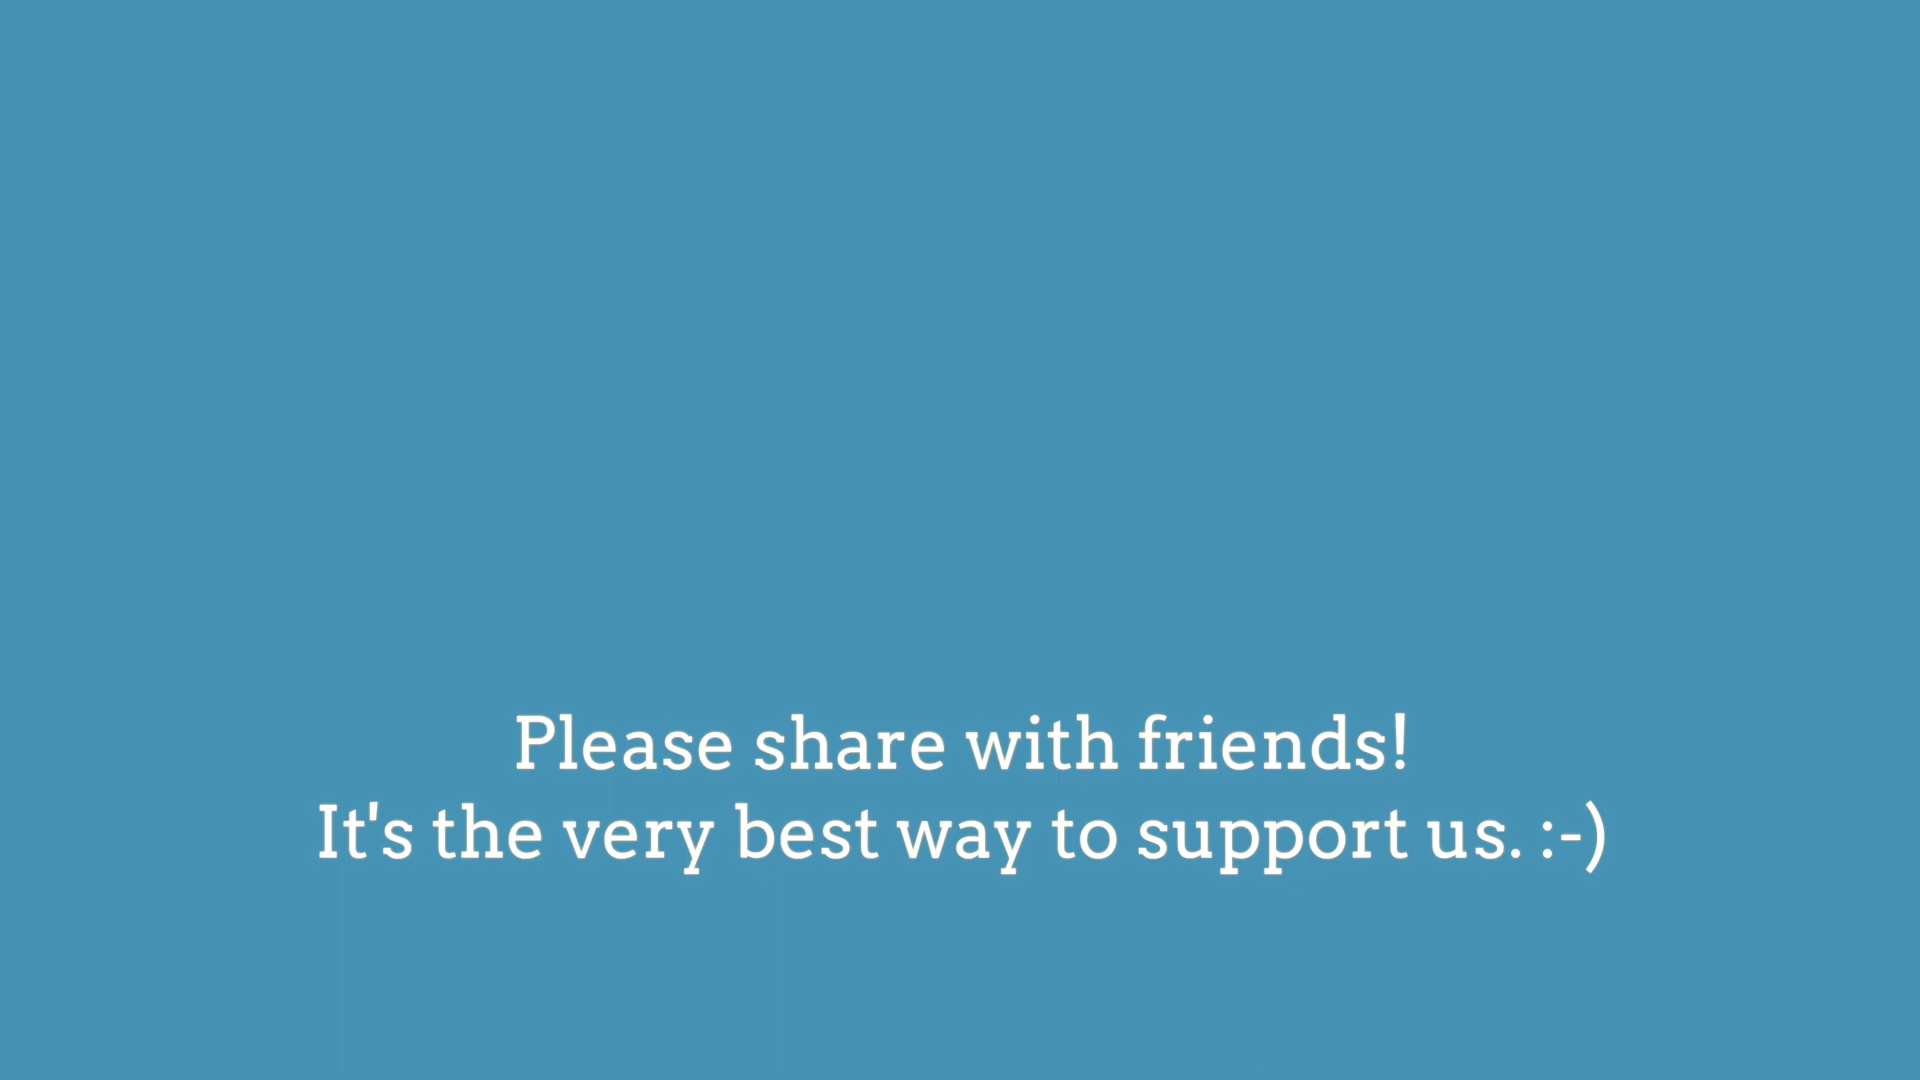 Please share with friends!
It's the very best way to support us. :-)